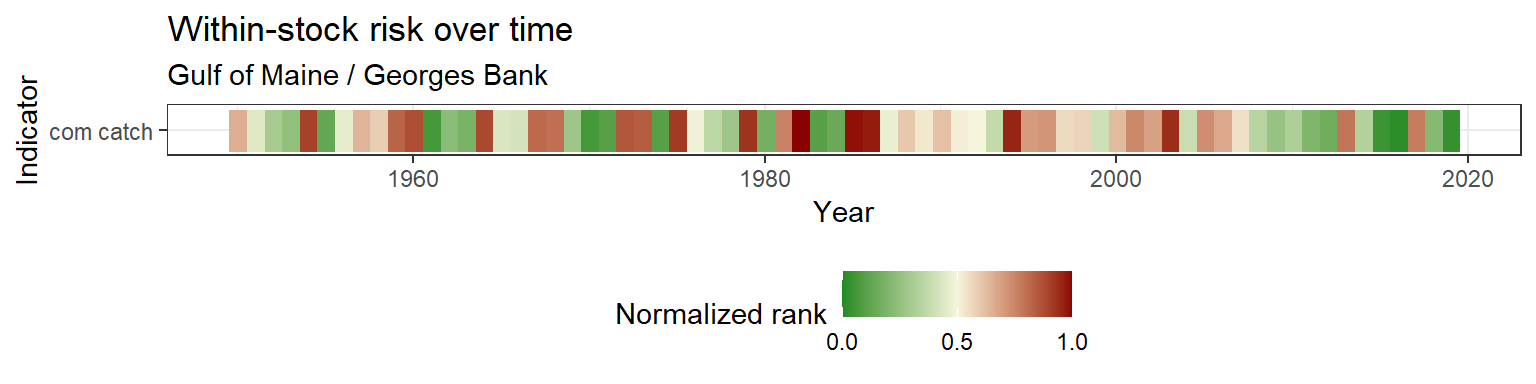 Within-stock risk over time
Gulf of Maine / Georges Bank
Indicator
com catch
1960 1980 2000 2020
Year
Normalized rank
0.0 0.5 1.0